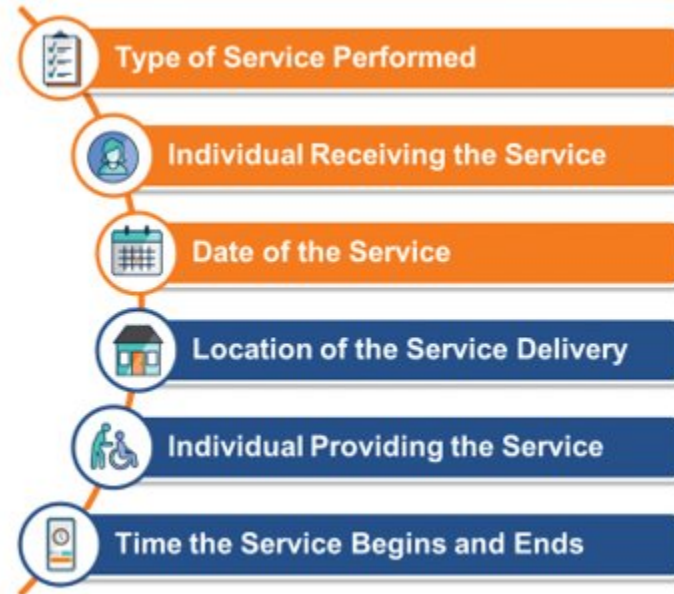 Type of Service Performed
Individual Receiving the Service
Date of the Service
Location of the Service Delivery
Individual Providing the Service
Time the Service Begins and Ends